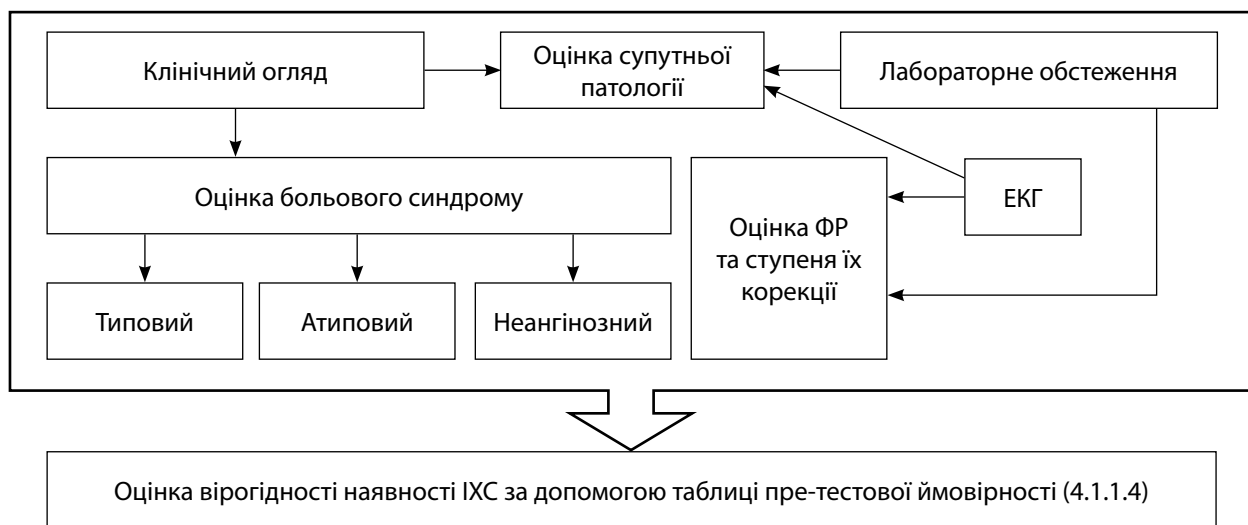 Клінічний огляд
Оцінка супутньої
патології
Лабораторне обстеження
Оцінка больового синдрому
Оцінка ФР
та ступеня їх
корекції
ЕКГ
Типовий
Атиповий
Неангінозний
Оцінка вірогідності наявності ІХС за допомогою таблиці пре-тестової ймовірності (4.1.1.4)